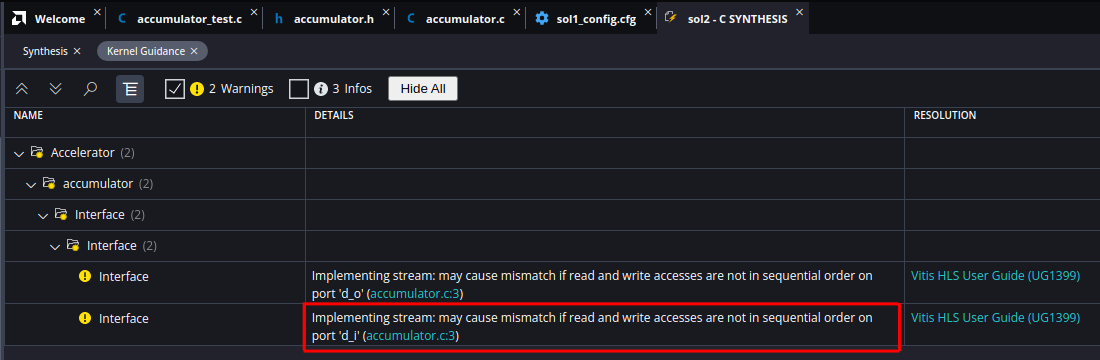 Welcome accumulator_test.c accumulator.h accumulator.c sol1_config.cfg sol2 - C SYNTHESIS
Synthesis Kernel Guidance
2 Warnings 3 Infos Hide All
NAME DETAILS RESOLUTION
Accelerator (2)
accumulator (2)
Interface (2)
Interface (2)
Interface
Implementing stream: may cause mismatch if read and write accesses are not in sequential order on
port 'd_o' (accumulator.c:3)
Vitis HLS User Guide (UG1399)
Interface
Implementing stream: may cause mismatch if read and write accesses are not in sequential order on
port 'd_i' (accumulator.c:3)
Vitis HLS User Guide (UG1399)